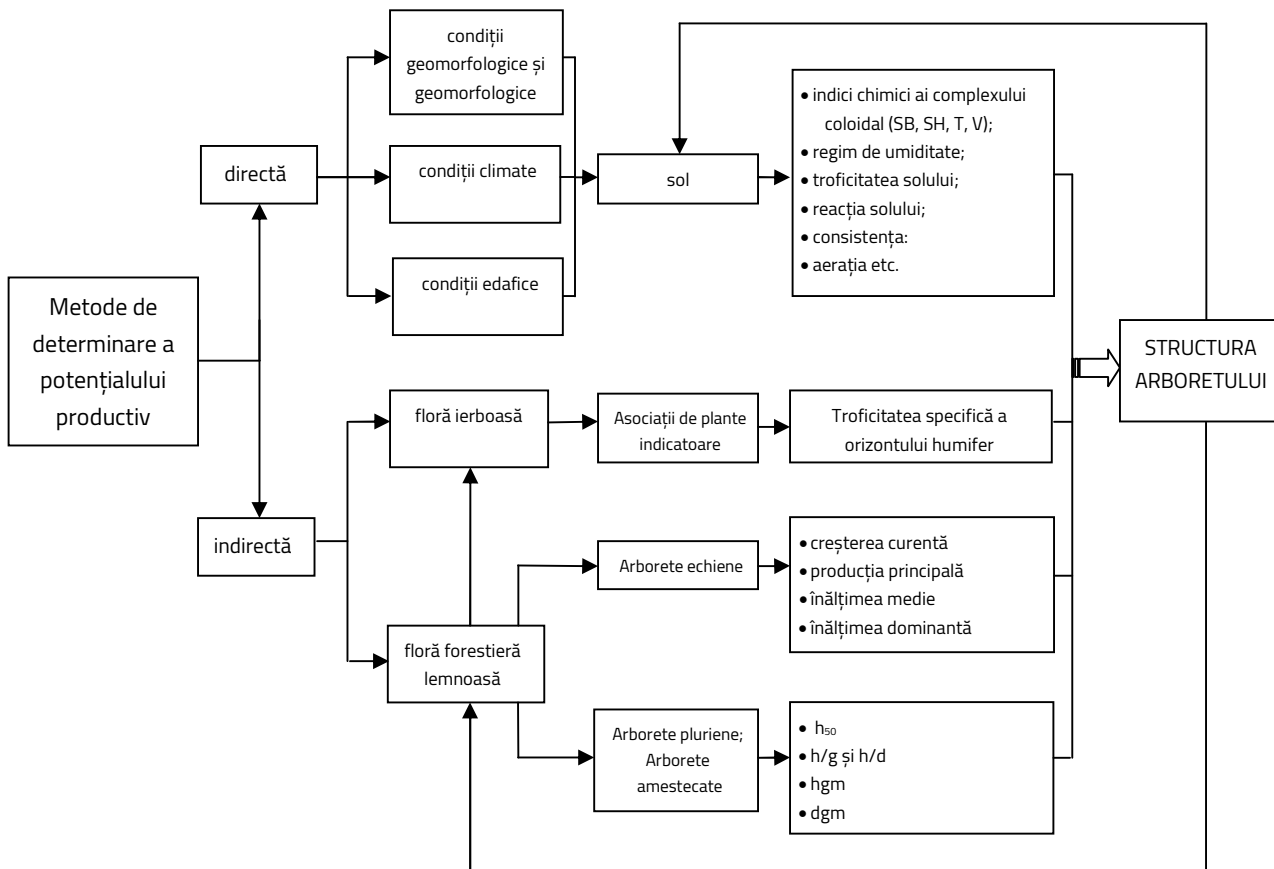 Metode de
determinare a
potențialului
productiv
directă
condiții
geomorfologice și
geomorfologice
condiții climate
condiții edafice
sol
• indici chimici ai complexului
coloidal (SB, SH, T, V);
• regim de umiditate;
• troficitatea solului;
• reacția solului;
• consistența:
• aerația etc.
STRUCTURA
ARBORETULUI
indirectă
floră ierboasă
Asociații de plante
indicatoare
Troficitatea specifică a
orizontului humifer
floră forestieră
lemnoasă
Arborete echiene
• creșterea curentă
• producția principală
• înălțimea medie
• înălțimea dominantă
Arborete pluriene;
Arborete
amestecate
• h₅₀
• h/g și h/d
• hgm
• dgm